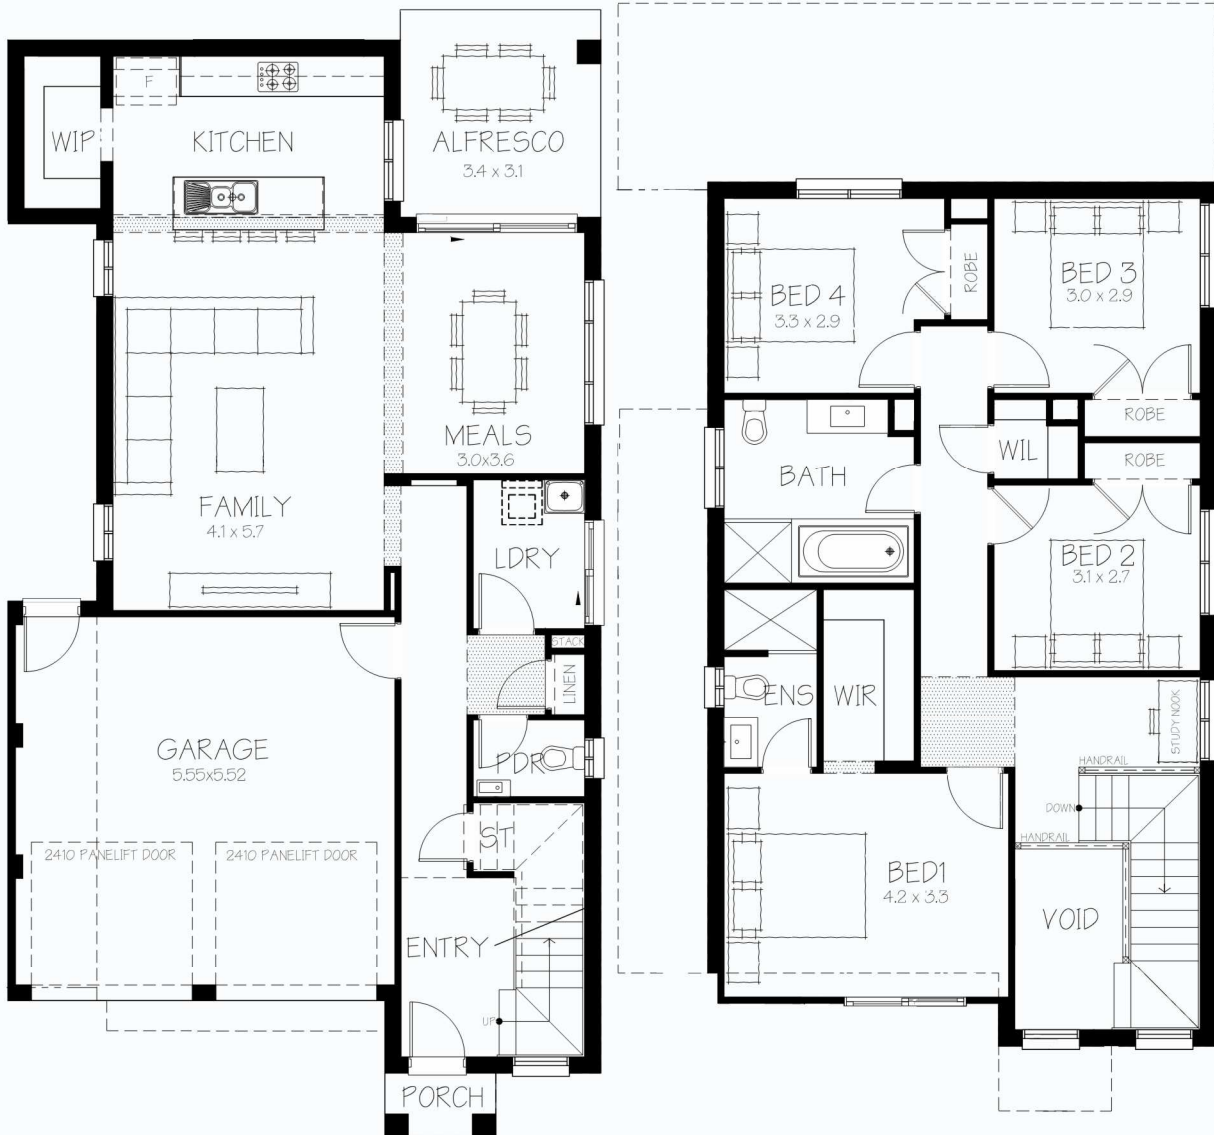 F
WIP
KITCHEN
ALFRESCO
3.4 x 3.1
MEALS
3.0x3.6
FAMILY
4.1 x 5.7
LDRY
STACK
LINEN
GARAGE
5.55x5.52
PDR
ST
2410 PANELIFT DOOR
2410 PANELIFT DOOR
ENTRY
UP
PORCH
BED 4
3.3 x 2.9
ROBE
BED 3
3.0 x 2.9
ROBE
ROBE
WIL
BATH
BED 2
3.1 x 2.7
ENS
WIR
STUDY NOOK
HANDRAIL
DOWN
HANDRAIL
BED1
4.2 x 3.3
VOID